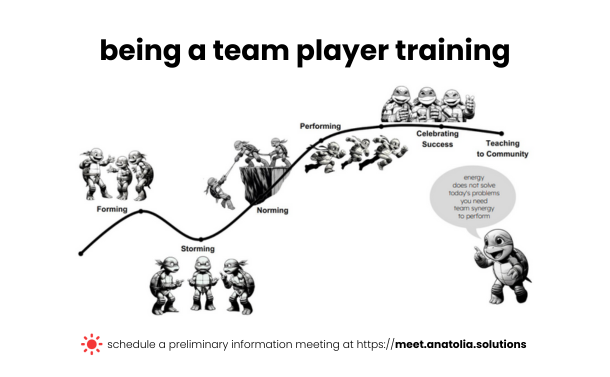 being a team player training
Performing
Celebrating
Success
Teaching
to Community
Forming
Norming
Storming
energy
does not solve
today's problems
you need
team synergy
to perform
schedule a preliminary information meeting at https://meet.anatolia.solutions